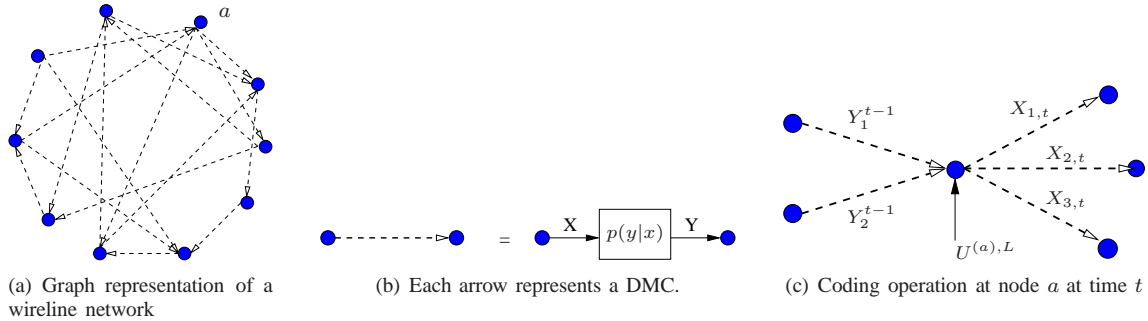 a
=
X
p(y|x)
Y
Y_1^{t-1}
Y_2^{t-1}
X_{1,t}
X_{2,t}
X_{3,t}
U^{(a),L}
(a) Graph representation of a
wireline network
(b) Each arrow represents a DMC.
(c) Coding operation at node a at time t